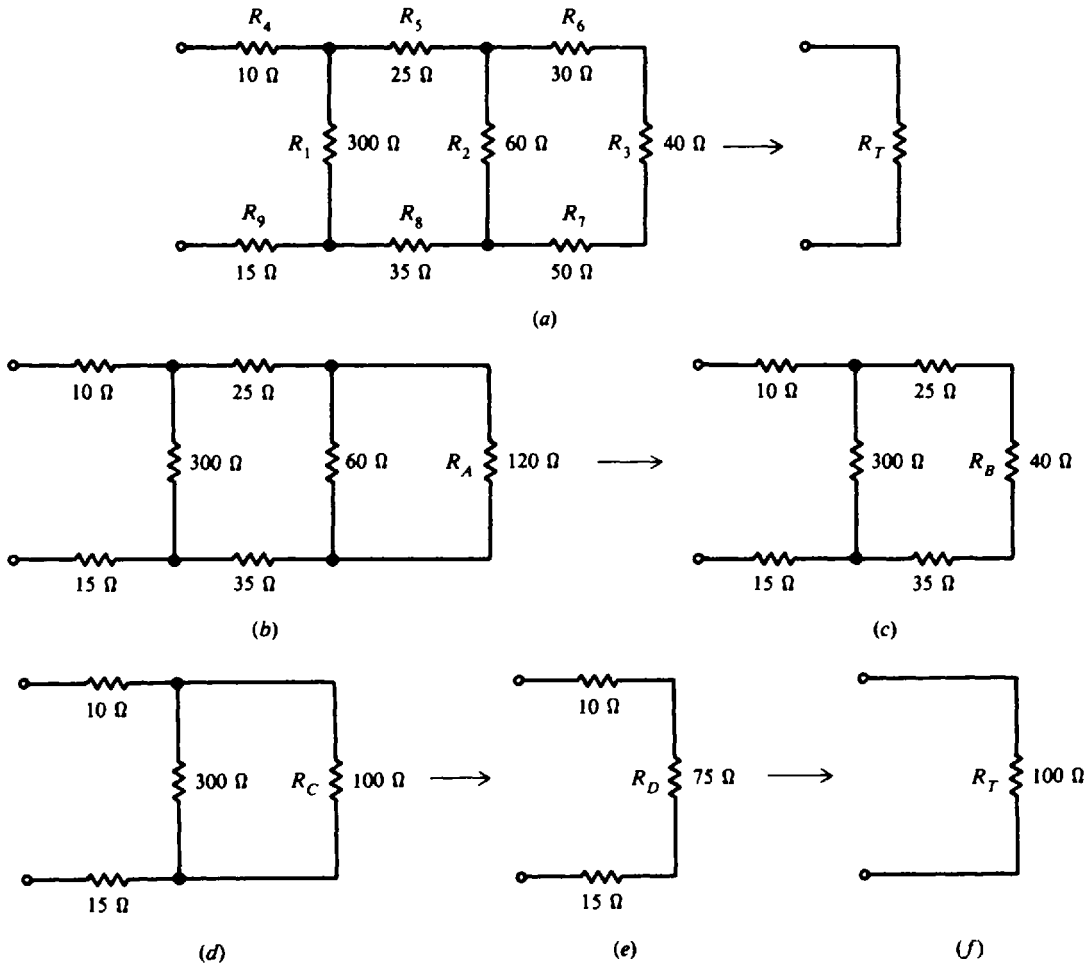 R4 R5 R6
10 Ω 25 Ω 30 Ω
R1 300 Ω R2 60 Ω R3 40 Ω RT
R9 R8 R7
15 Ω 35 Ω 50 Ω
(a)
10 Ω 25 Ω 10 Ω 25 Ω
300 Ω 60 Ω RA 120 Ω 300 Ω RB 40 Ω
15 Ω 35 Ω 15 Ω 35 Ω
(b) (c)
10 Ω 10 Ω
300 Ω RC 100 Ω RD 75 Ω RT 100 Ω
15 Ω 15 Ω
(d) (e) (f)